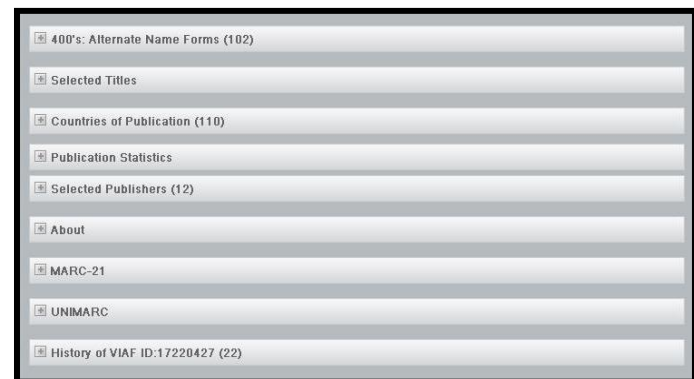 400's: Alternate Name Forms (102)
Selected Titles
Countries of Publication (110)
Publication Statistics
Selected Publishers (12)
About
MARC-21
UNIMARC
History of VIAF ID:17220427 (22)